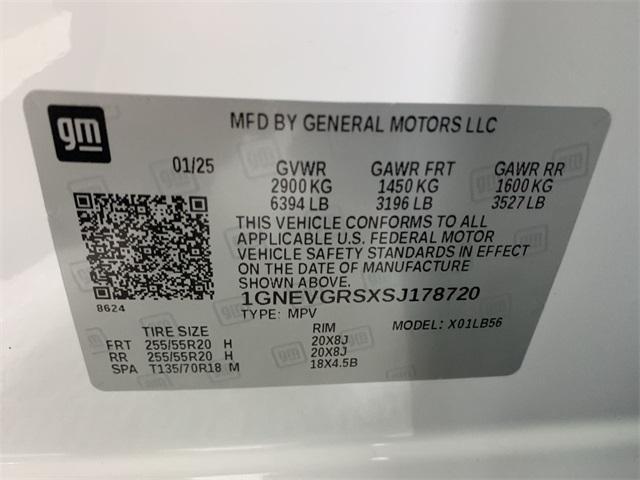 gm
MFD BY GENERAL MOTORS LLC
01/25 GVWR GAWR FRT GAWR RR
2900 KG 1450 KG 1600 KG
6394 LB 3196 LB 3527 LB
THIS VEHICLE CONFORMS TO ALL
APPLICABLE U.S. FEDERAL MOTOR
VEHICLE SAFETY STANDARDS IN EFFECT
ON THE DATE OF MANUFACTURE
SHOWN ABOVE.
8624
1GNEVGRSXSJ178720
TYPE: MPV MODEL: X01LB56
TIRE SIZE RIM
FRT 255/55R20 H 20X8J
RR 255/55R20 H 20X8J
SPA T135/70R18 M 18X4.5B